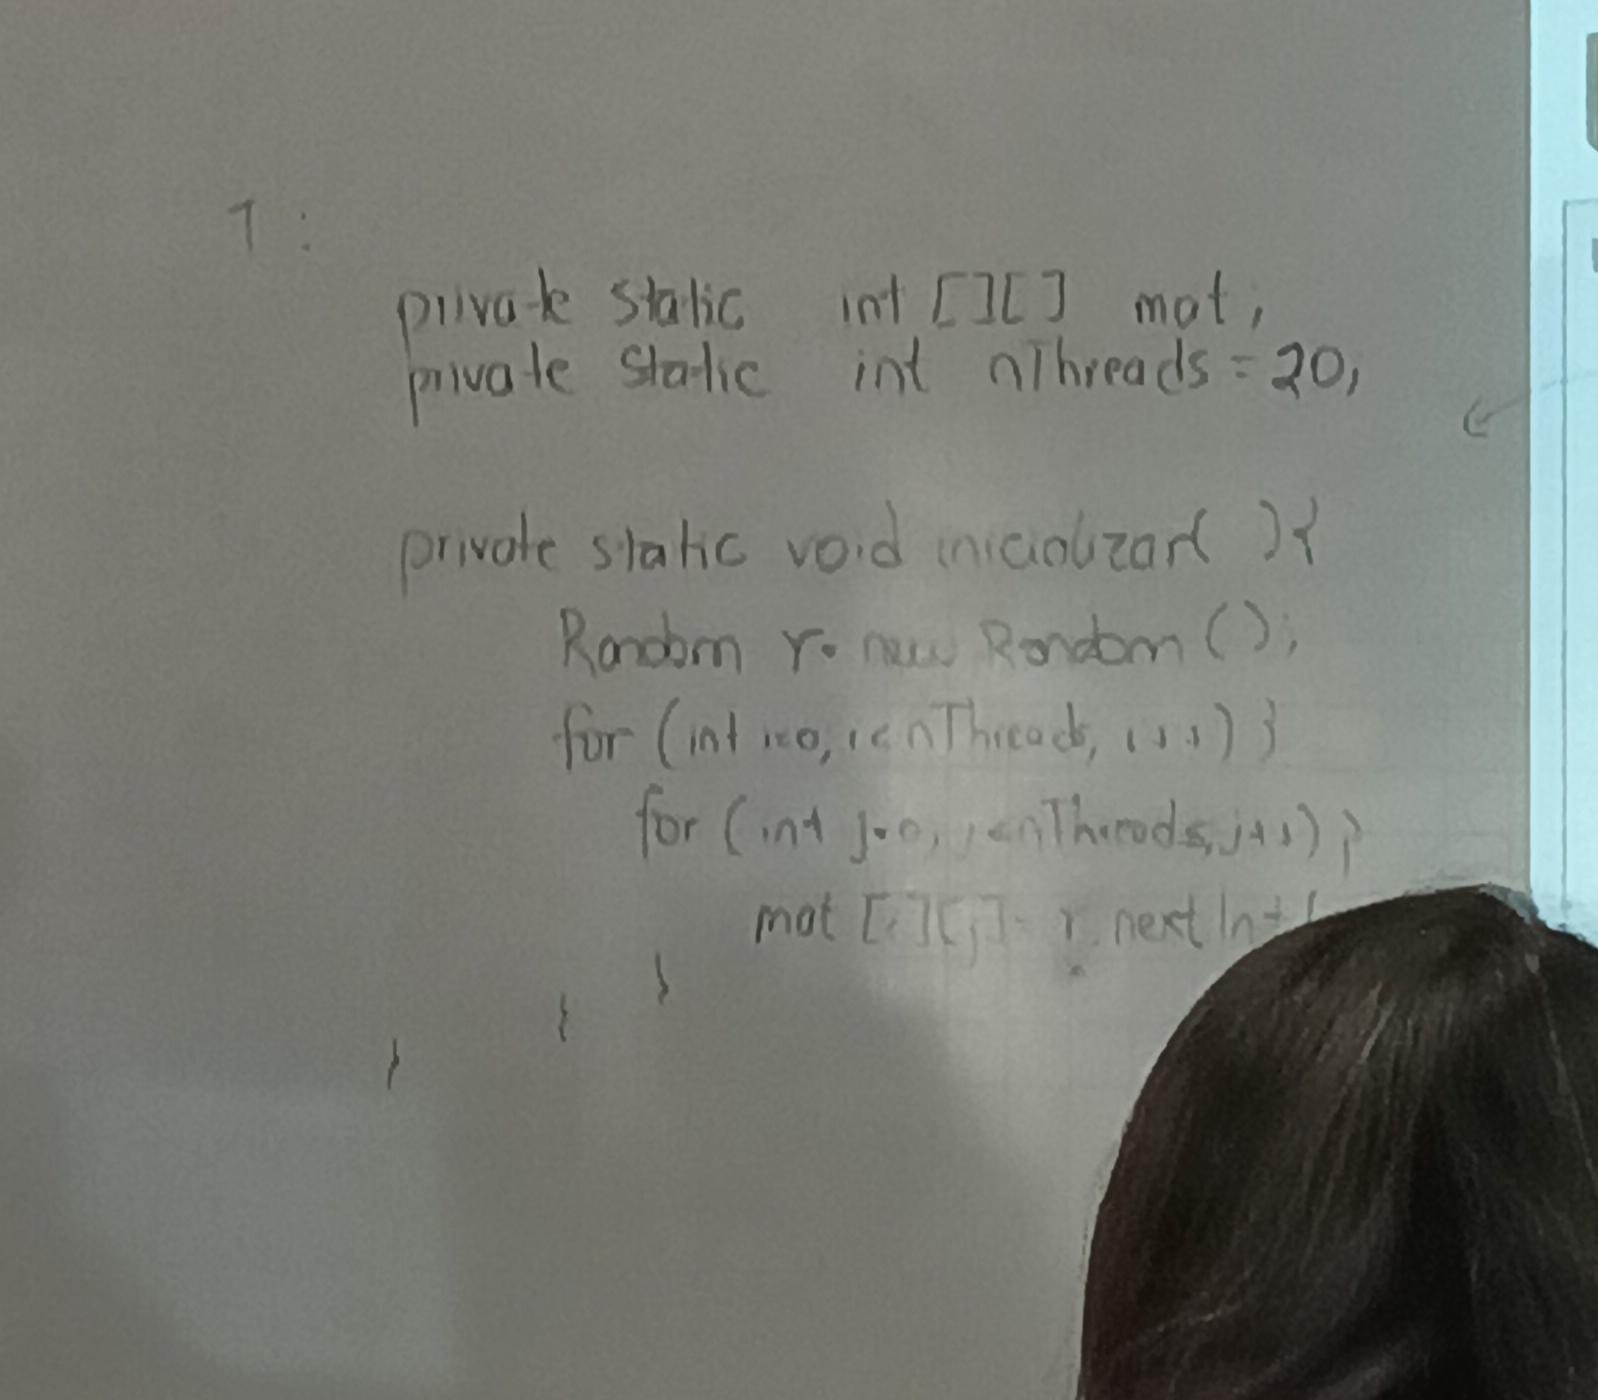 1:
private static int [][] mat;
private static int nThreads = 20;
private static void inicializar( ){
Random r = new Random ();
for (int i=0; i<nThreads; i++) {
for (int j=0; j<nThreads; j++) {
mat [i][j] = r.nextInt(
}
}
}